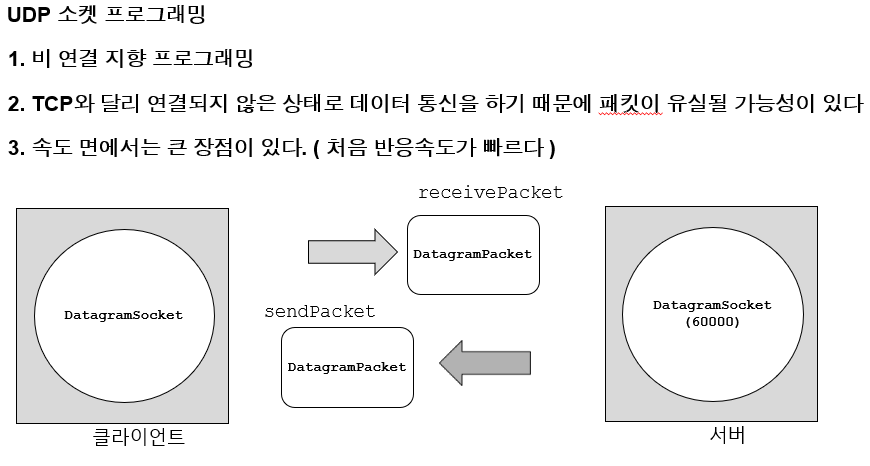 UDP 소켓 프로그래밍
1. 비 연결 지향 프로그래밍
2. TCP와 달리 연결되지 않은 상태로 데이터 통신을 하기 때문에 패킷이 유실될 가능성이 있다
3. 속도 면에서는 큰 장점이 있다. ( 처음 반응속도가 빠르다 )
receivePacket
DatagramPacket
DatagramSocket
sendPacket
DatagramPacket
DatagramSocket
(60000)
클라이언트
서버